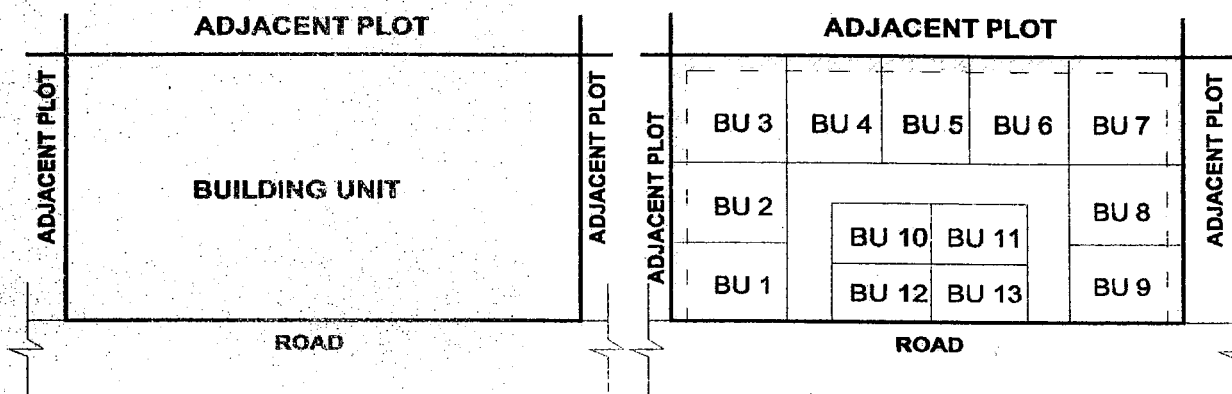 ADJACENT PLOT
ADJACENT PLOT
BUILDING UNIT
ADJACENT PLOT
ROAD
ADJACENT PLOT
ADJACENT PLOT
BU 3 BU 4 BU 5 BU 6 BU 7
BU 2 BU 8
BU 10 BU 11
BU 1 BU 12 BU 13 BU 9
ADJACENT PLOT
ROAD